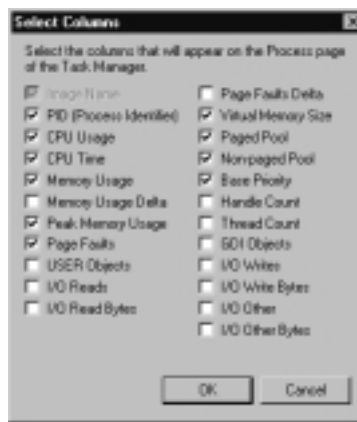 Select Columns
Select the columns that will appear on the Process page
of the Task Manager.
Image Name
PID (Process Identifier)
CPU Usage
CPU Time
Memory Usage
Memory Usage Delta
Peak Memory Usage
Page Faults
USER Objects
I/O Reads
I/O Read Bytes
Page Faults Delta
Virtual Memory Size
Paged Pool
Non-paged Pool
Base Priority
Handle Count
Thread Count
GDI Objects
I/O Writes
I/O Write Bytes
I/O Other
I/O Other Bytes
OK
Cancel